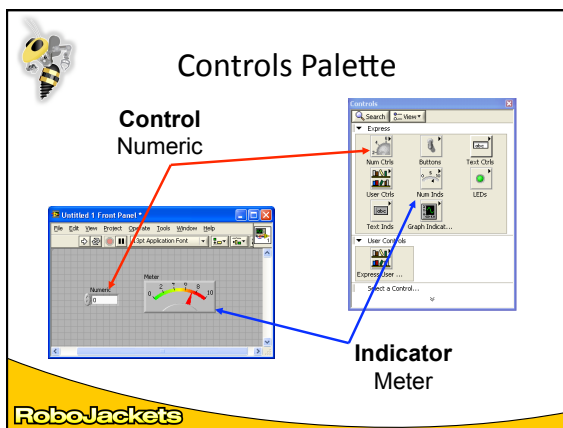 Controls Palette
Control
Numeric
Controls
Search View
Express
Num Ctrls Buttons Text Ctrls
User Ctrls Num Inds LEDs
Text Inds Graph Indicat...
User Controls
Express User ...
Select a Control...
Untitled 1 Front Panel *
File Edit View Project Operate Tools Window Help
13pt Application Font
Numeric
0
Meter
0 2 4 6 8 10
Indicator
Meter
RoboJackets